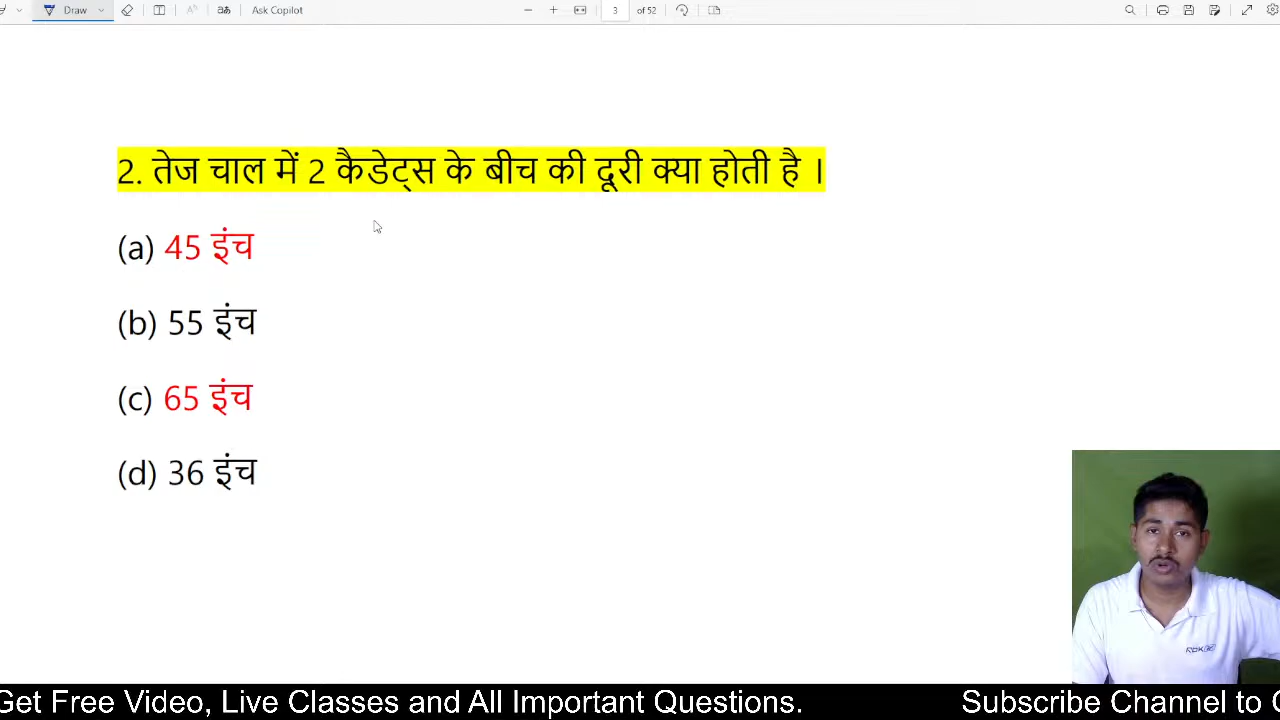 Draw
Ask Copilot
3 of 52
2. तेज चाल में 2 कैडेट्स के बीच की दूरी क्या होती है ।
(a) 45 इंच
(b) 55 इंच
(c) 65 इंच
(d) 36 इंच
Get Free Video, Live Classes and All Important Questions. Subscribe Channel to